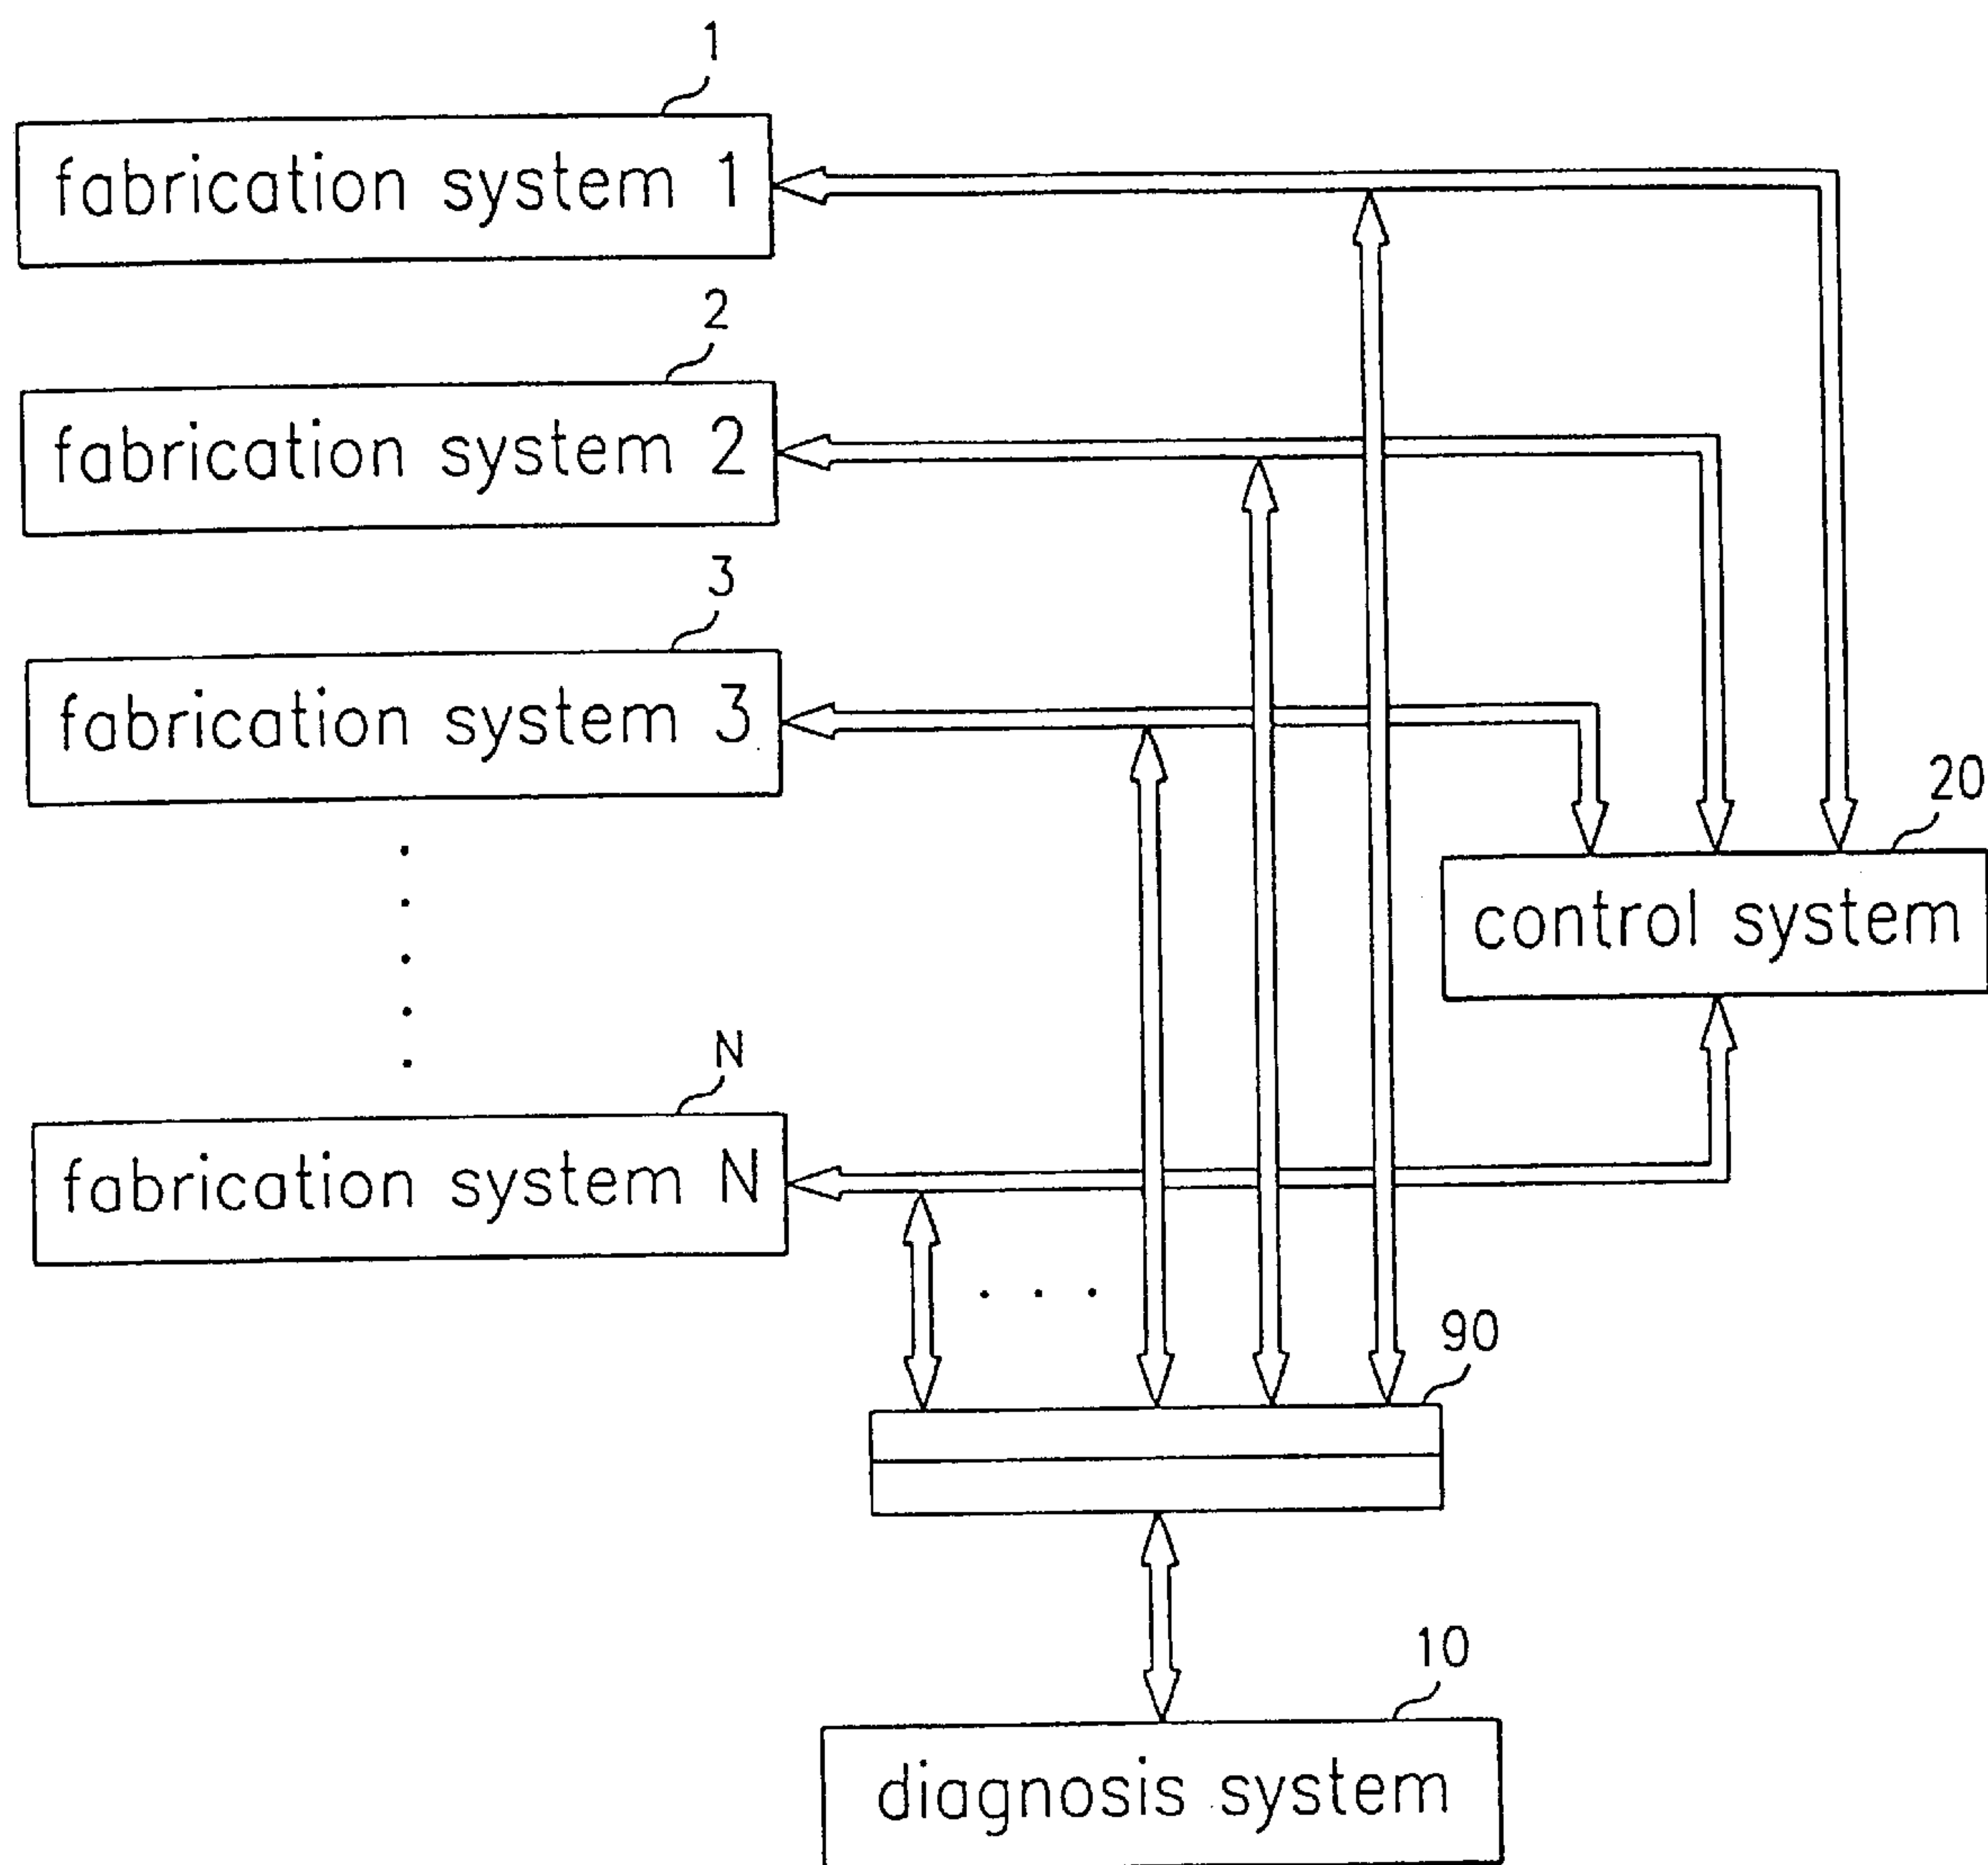 1
fabrication system 1
2
fabrication system 2
3
fabrication system 3
20
control system
N
fabrication system N
90
10
diagnosis system